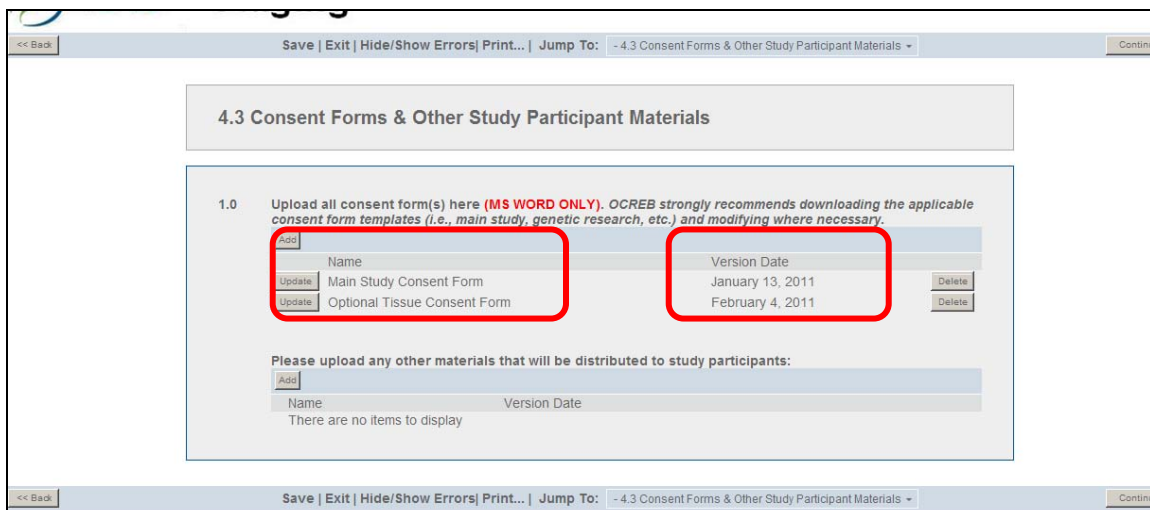 << Back
Save | Exit | Hide/Show Errors| Print... | Jump To: - 4.3 Consent Forms & Other Study Participant Materials
4.3 Consent Forms & Other Study Participant Materials
1.0 Upload all consent form(s) here (MS WORD ONLY). OCREB strongly recommends downloading the applicable
consent form templates (i.e., main study, genetic research, etc.) and modifying where necessary.
Add
Name Version Date
Update Main Study Consent Form January 13, 2011 Delete
Update Optional Tissue Consent Form February 4, 2011 Delete
Please upload any other materials that will be distributed to study participants:
Add
Name Version Date
There are no items to display
<< Back
Save | Exit | Hide/Show Errors| Print... | Jump To: - 4.3 Consent Forms & Other Study Participant Materials